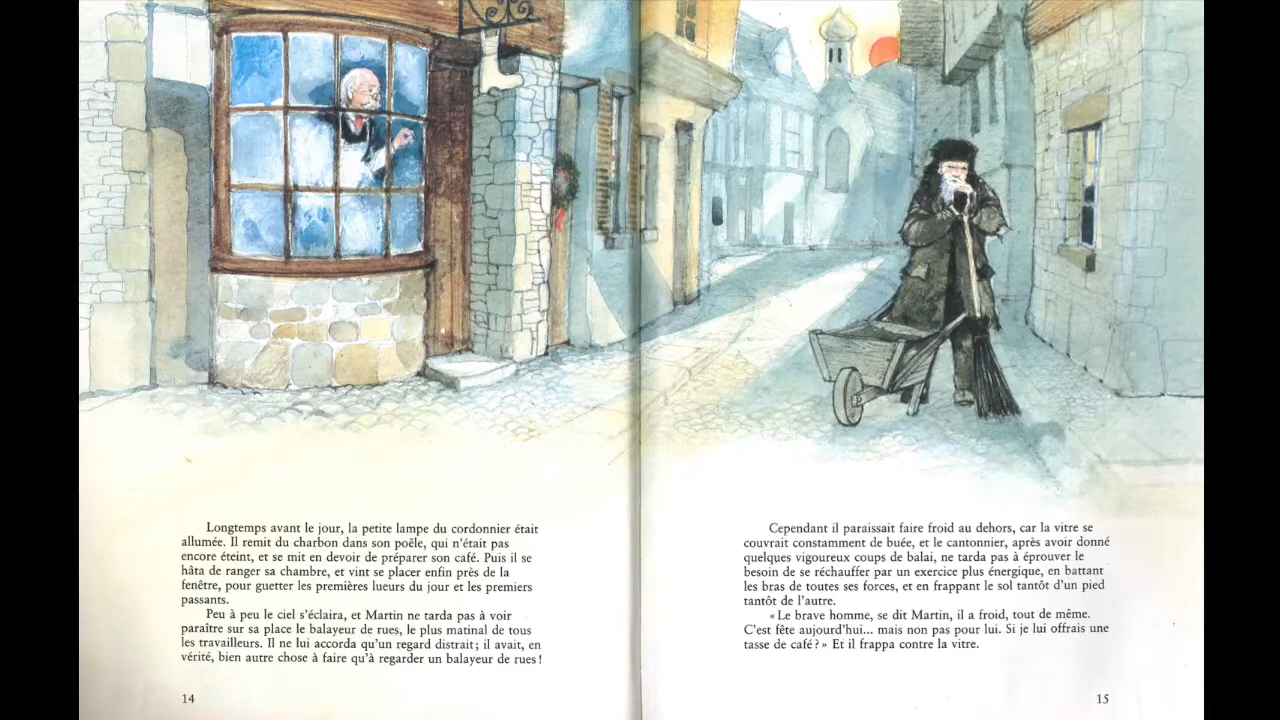 Longtemps avant le jour, la petite lampe du cordonnier était
allumée. Il remit du charbon dans son poêle, qui n'était pas
encore éteint, et se mit en devoir de préparer son café. Puis il se
hâta de ranger sa chambre, et vint se placer enfin près de la
fenêtre, pour guetter les premières lueurs du jour et les premiers
passants.
Peu à peu le ciel s'éclaira, et Martin ne tarda pas à voir
paraître sur sa place le balayeur de rues, le plus matinal de tous
les travailleurs. Il ne lui accorda qu'un regard distrait; il avait, en
vérité, bien autre chose à faire qu'à regarder un balayeur de rues!
14
Cependant il paraissait faire froid au dehors, car la vitre se
couvrait constamment de buée, et le cantonnier, après avoir donné
quelques vigoureux coups de balai, ne tarda pas à éprouver le
besoin de se réchauffer par un exercice plus énergique, en battant
les bras de toutes ses forces, et en frappant le sol tantôt d'un pied
tantôt de l'autre.
«Le brave homme, se dit Martin, il a froid, tout de même.
C'est fête aujourd'hui... mais non pas pour lui. Si je lui offrais une
tasse de café?» Et il frappa contre la vitre.
15